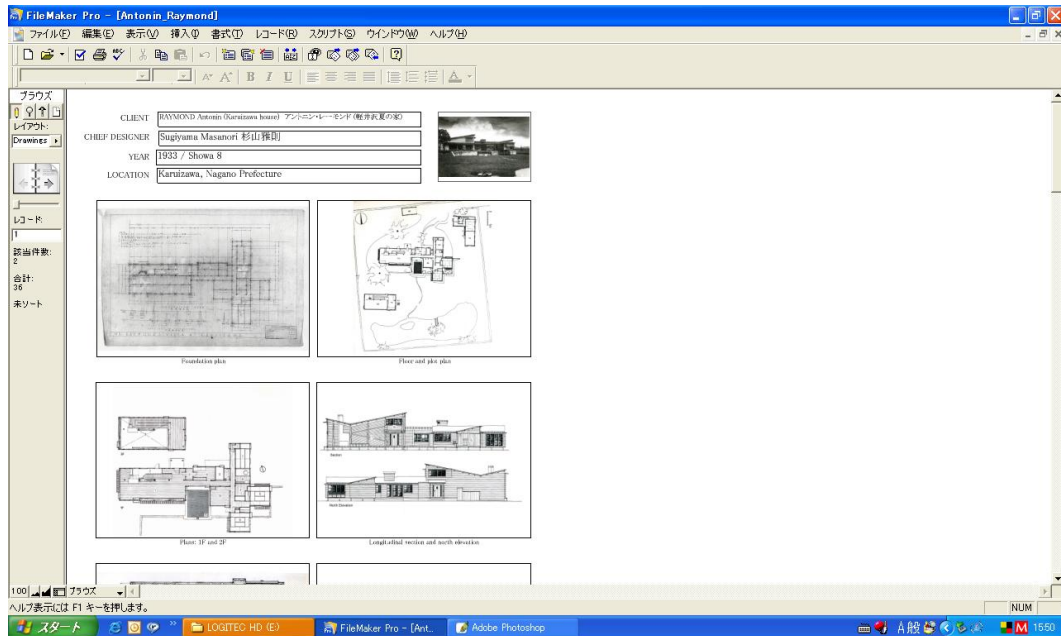 FileMaker Pro - [Antonin_Raymond]
ファイル(F) 編集(E) 表示(V) 挿入(I) 書式(T) レコード(R) スクリプト(S) ウインドウ(W) ヘルプ(H)
ブラウズ
レイアウト:
Drawings
レコード:
1
該当件数:
2
合計:
36
未ソート
CLIENT RAYMOND Antonin (Karuizawa house) アントニン・レーモンド (軽井沢夏の家)
CHIEF DESIGNER Sugiyama Masanori 杉山雅則
YEAR 1933 / Showa 8
LOCATION Karuizawa, Nagano Prefecture
Foundation plan
Floor and plot plan
Plans: 1F and 2F
Section
North Elevation
Longitudinal section and north elevation
100 ブラウズ
ヘルプ表示には F1 キーを押します。
NUM
スタート
LOGITEC HD (E:)
FileMaker Pro - [Ant...
Adobe Photoshop
A 般
15:50